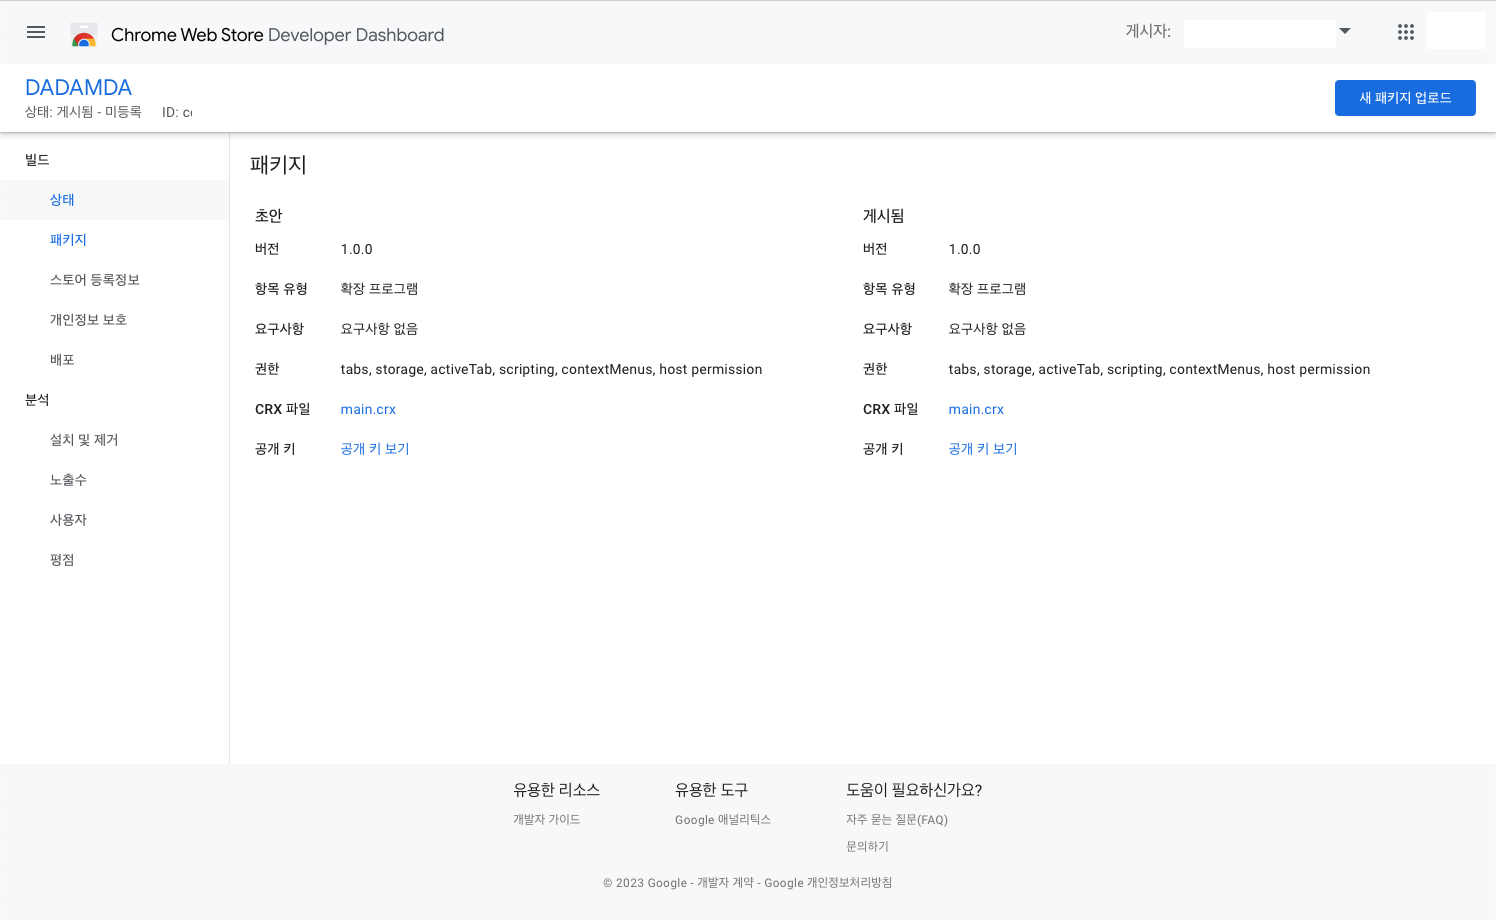 Chrome Web Store Developer Dashboard
게시자:
DADAMDA
상태: 게시됨 - 미등록 ID:
새 패키지 업로드
빌드
상태
패키지
스토어 등록정보
개인정보 보호
배포
분석
설치 및 제거
노출수
사용자
평점
패키지
초안
버전 1.0.0
항목 유형 확장 프로그램
요구사항 요구사항 없음
권한 tabs, storage, activeTab, scripting, contextMenus, host permission
CRX 파일 main.crx
공개 키 공개 키 보기
게시됨
버전 1.0.0
항목 유형 확장 프로그램
요구사항 요구사항 없음
권한 tabs, storage, activeTab, scripting, contextMenus, host permission
CRX 파일 main.crx
공개 키 공개 키 보기
유용한 리소스
개발자 가이드
유용한 도구
Google 애널리틱스
도움이 필요하신가요?
자주 묻는 질문(FAQ)
문의하기
© 2023 Google - 개발자 계약 - Google 개인정보처리방침